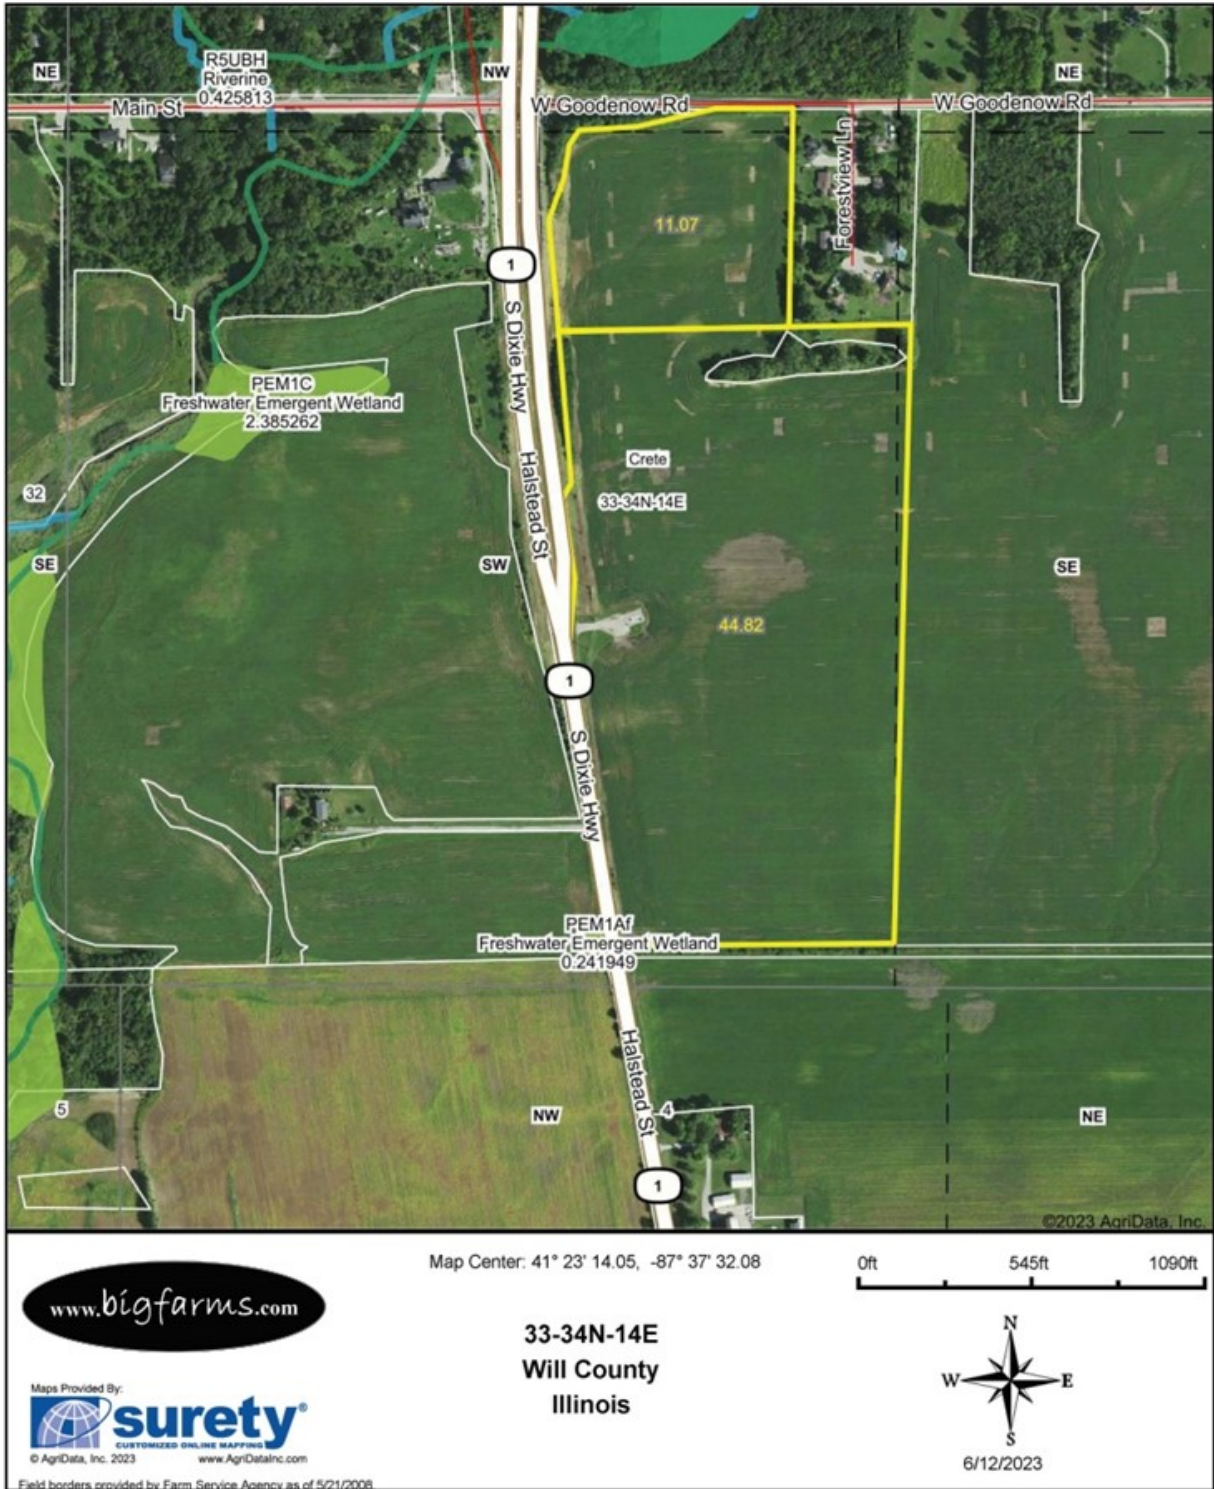 NE
R5UBH
Riverine
0.425813
NW
NE
Main St
W Goodenow Rd
W Goodenow Rd
Forestview Ln
11.07
1
S Dixie Hwy
PEM1C
Freshwater Emergent Wetland
2.385262
Halstead St
Crete
32
33-34N-14E
SE
SW
SE
44.82
1
S Dixie Hwy
PEM1Af
Freshwater Emergent Wetland
0.241949
Halstead St
5
NW
4
NE
1
©2023 AgriData, Inc.
Map Center: 41° 23' 14.05, -87° 37' 32.08
0ft 545ft 1090ft
www.bigfarms.com
33-34N-14E
Will County
Illinois
N
W E
S
6/12/2023
Maps Provided By:
surety®
CUSTOMIZED ONLINE MAPPING
© AgriData, Inc. 2023 www.AgriDataInc.com
Field borders provided by Farm Service Agency as of 5/21/2008.